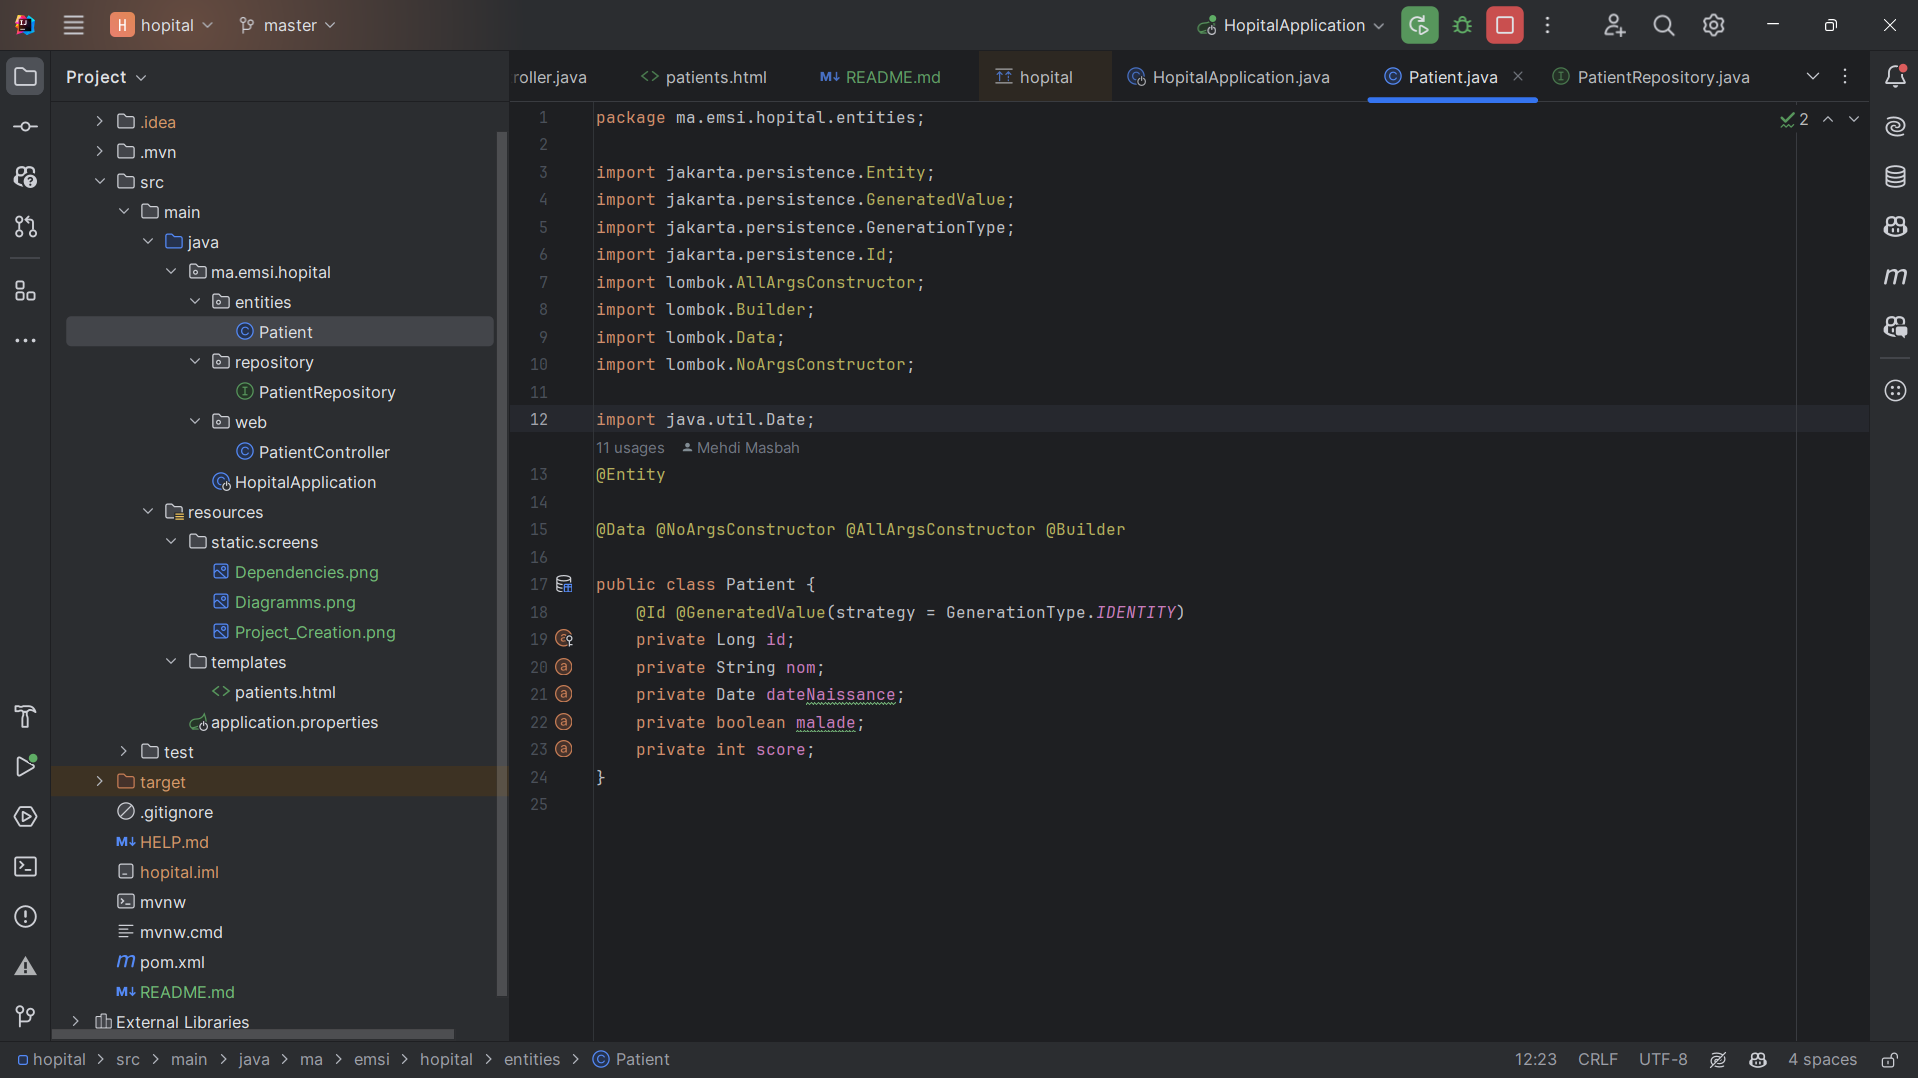 H hopital master HopitalApplication
Project
roller.java patients.html README.md hopital HopitalApplication.java Patient.java PatientRepository.java
.idea
.mvn
src
main
java
ma.emsi.hopital
entities
Patient
repository
PatientRepository
web
PatientController
HopitalApplication
resources
static.screens
Dependencies.png
Diagramms.png
Project_Creation.png
templates
patients.html
application.properties
test
target
.gitignore
M↓ HELP.md
hopital.iml
mvnw
mvnw.cmd
m pom.xml
M↓ README.md
External Libraries
2
1 package ma.emsi.hopital.entities;
2
3 import jakarta.persistence.Entity;
4 import jakarta.persistence.GeneratedValue;
5 import jakarta.persistence.GenerationType;
6 import jakarta.persistence.Id;
7 import lombok.AllArgsConstructor;
8 import lombok.Builder;
9 import lombok.Data;
10 import lombok.NoArgsConstructor;
11
12 import java.util.Date;
11 usages Mehdi Masbah
13 @Entity
14
15 @Data @NoArgsConstructor @AllArgsConstructor @Builder
16
17 public class Patient {
18 @Id @GeneratedValue(strategy = GenerationType.IDENTITY)
19 private Long id;
20 private String nom;
21 private Date dateNaissance;
22 private boolean malade;
23 private int score;
24 }
25
hopital > src > main > java > ma > emsi > hopital > entities > Patient
12:23 CRLF UTF-8 4 spaces